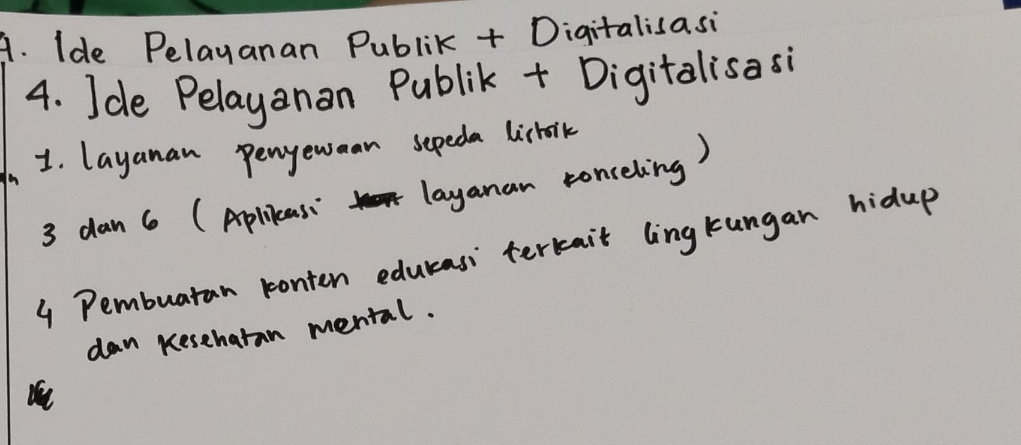 4. Ide Pelayanan Publik + Digitalisasi
4. Ide Pelayanan Publik + Digitalisasi
1. layanan penyewaan sepeda listrik
3 dan 6 (Aplikasi layanan konseling)
4 Pembuatan konten edukasi terkait lingkungan hidup
dan Kesehatan mental.